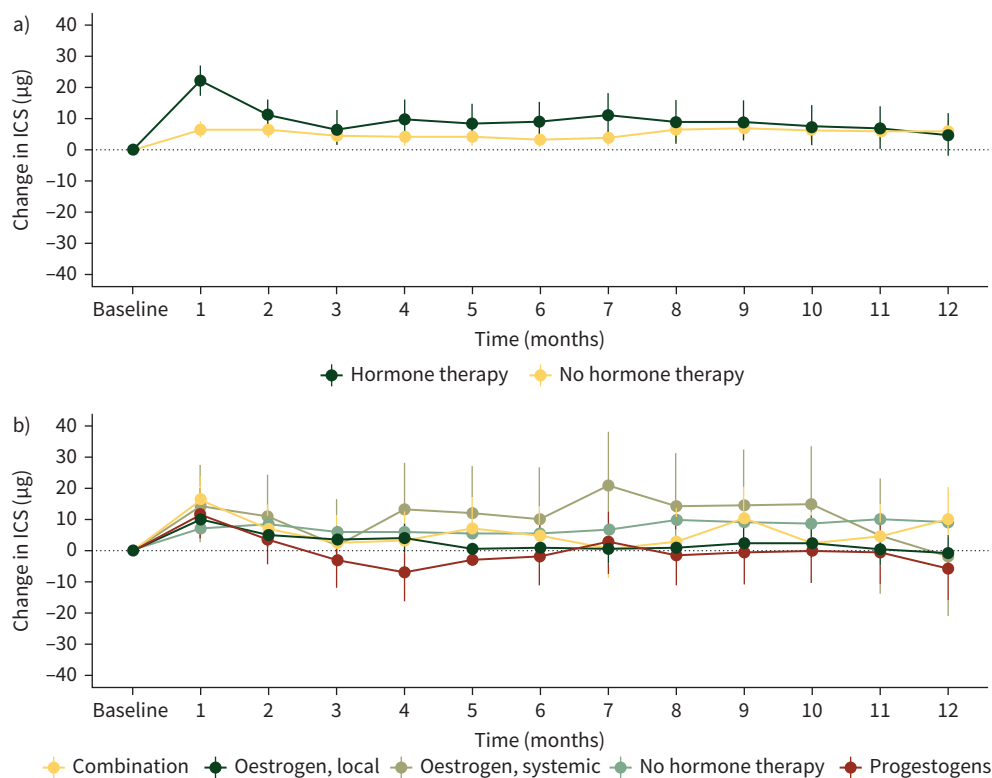 a)
Change in ICS (µg)
40
30
20
10
0
–10
–20
–30
–40
Baseline 1 2 3 4 5 6 7 8 9 10 11 12
Time (months)
Hormone therapy No hormone therapy
b)
Change in ICS (µg)
40
30
20
10
0
–10
–20
–30
–40
Baseline 1 2 3 4 5 6 7 8 9 10 11 12
Time (months)
Combination Oestrogen, local Oestrogen, systemic No hormone therapy Progestogens